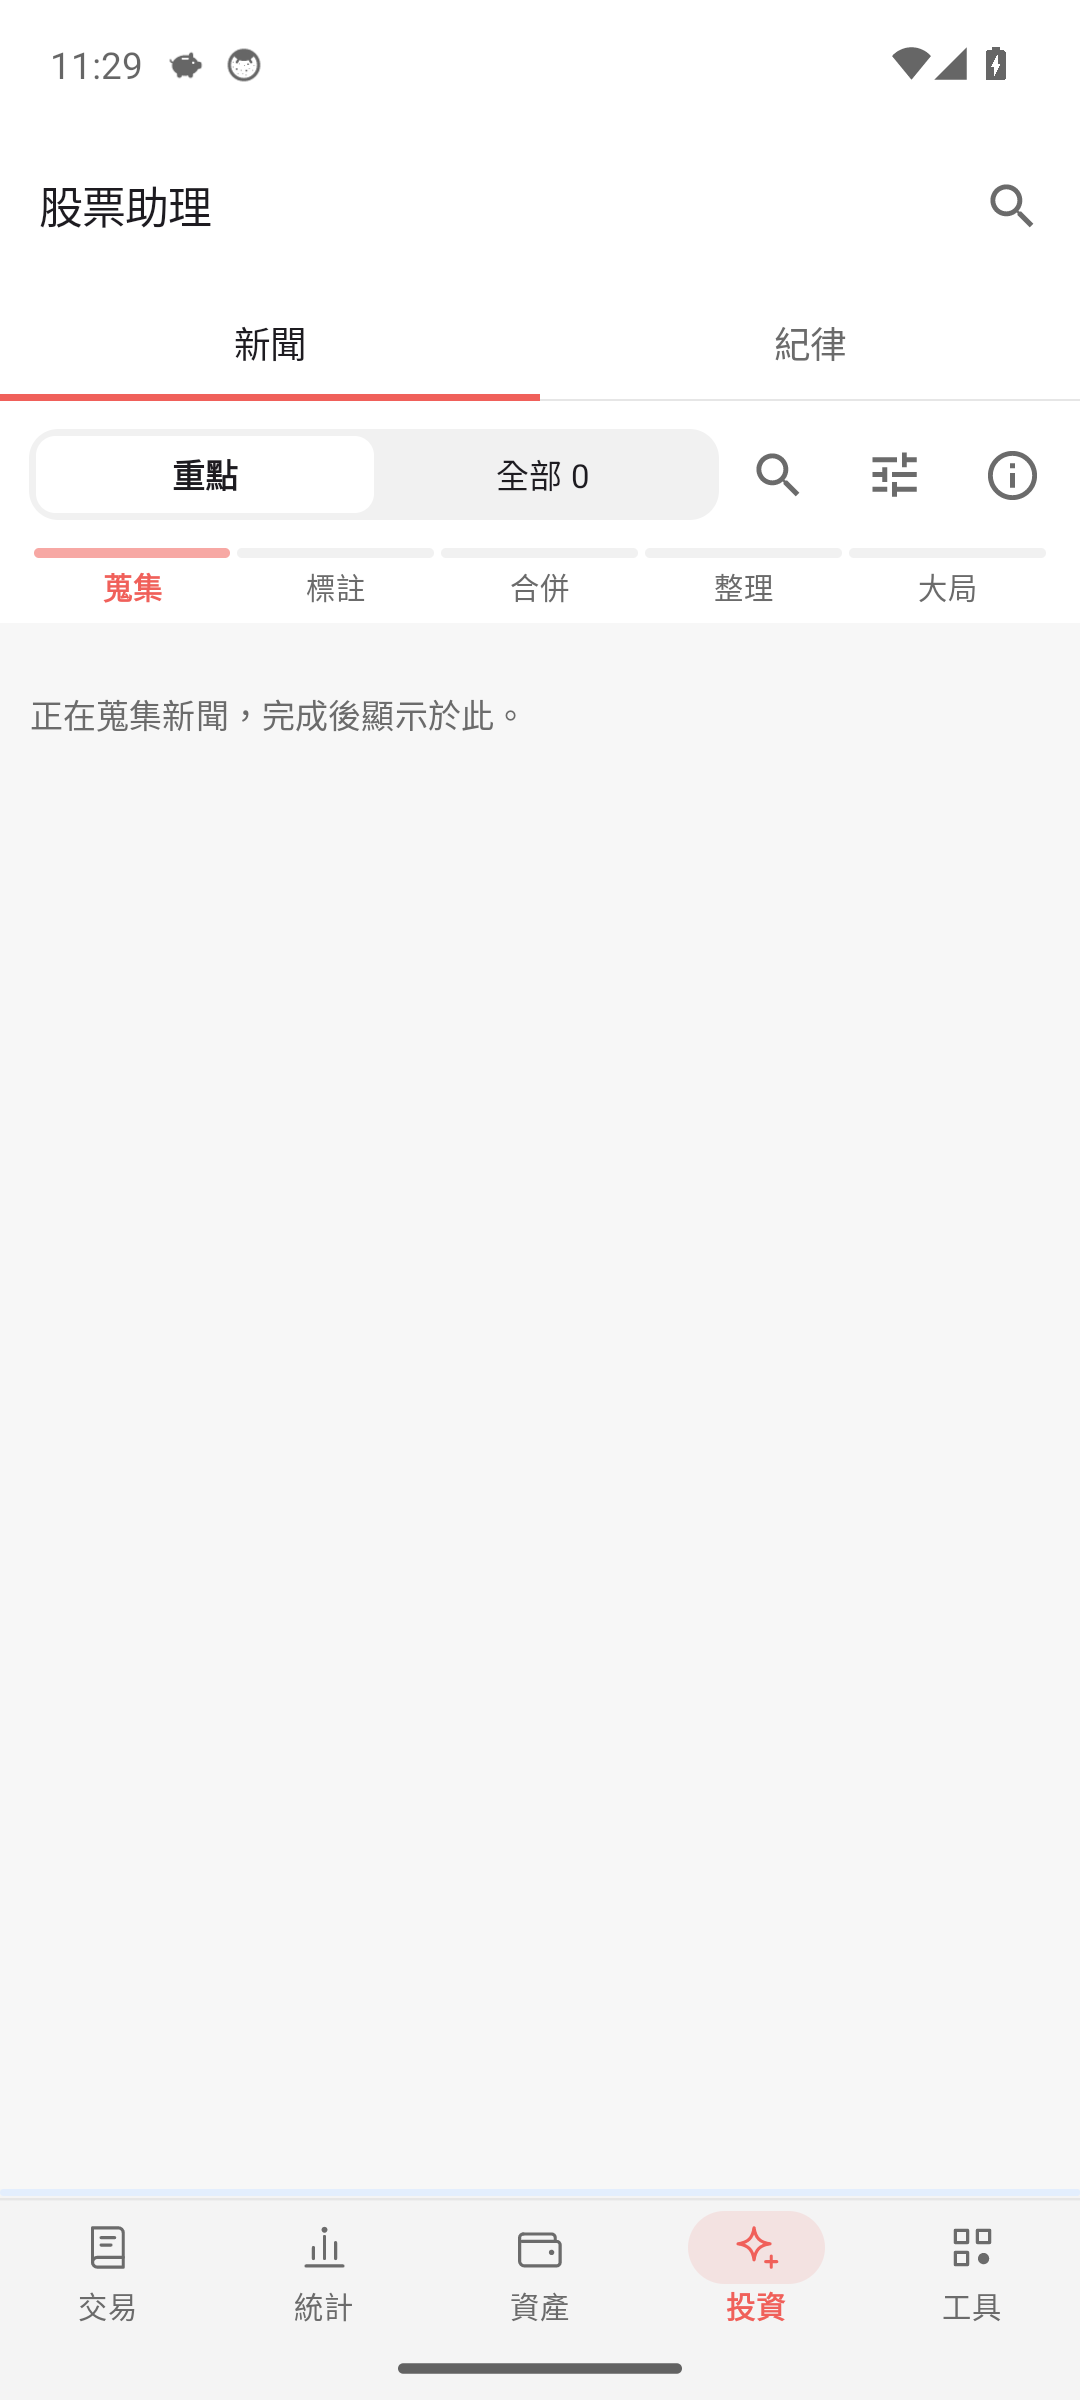 11:29
股票助理
新聞
紀律
重點
全部 0
蒐集
標註
合併
整理
大局
正在蒐集新聞，完成後顯示於此。
交易
統計
資產
投資
工具